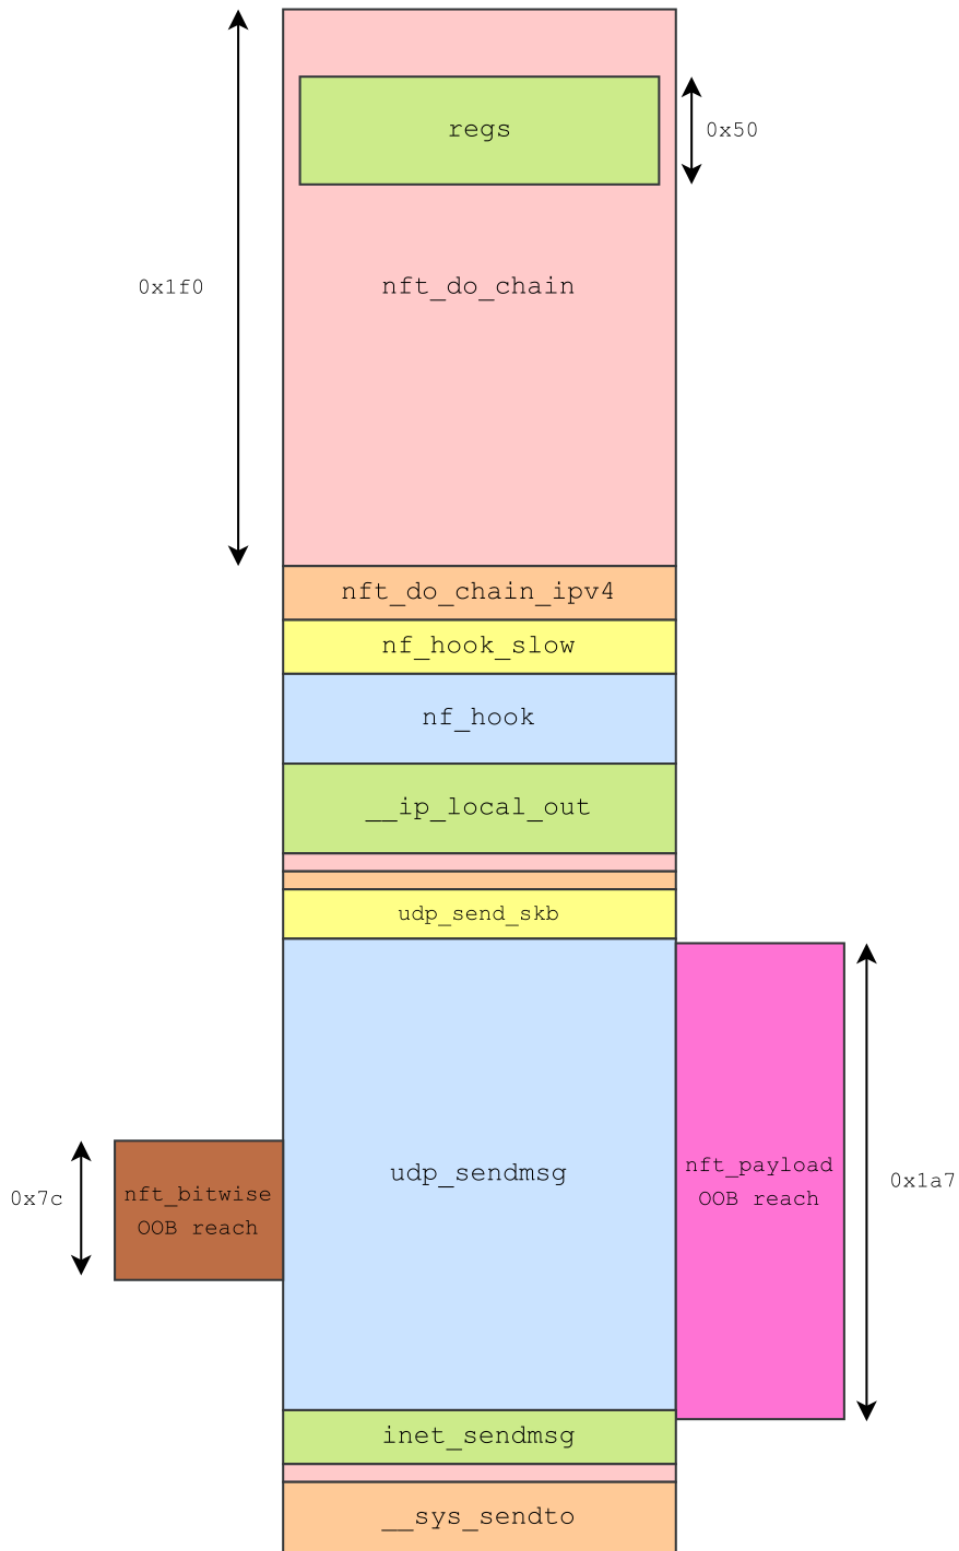 regs
0x50
0x1f0
nft_do_chain
nft_do_chain_ipv4
nf_hook_slow
nf_hook
__ip_local_out
udp_send_skb
udp_sendmsg
nft_payload
OOB reach
0x1a7
0x7c
nft_bitwise
OOB reach
inet_sendmsg
__sys_sendto